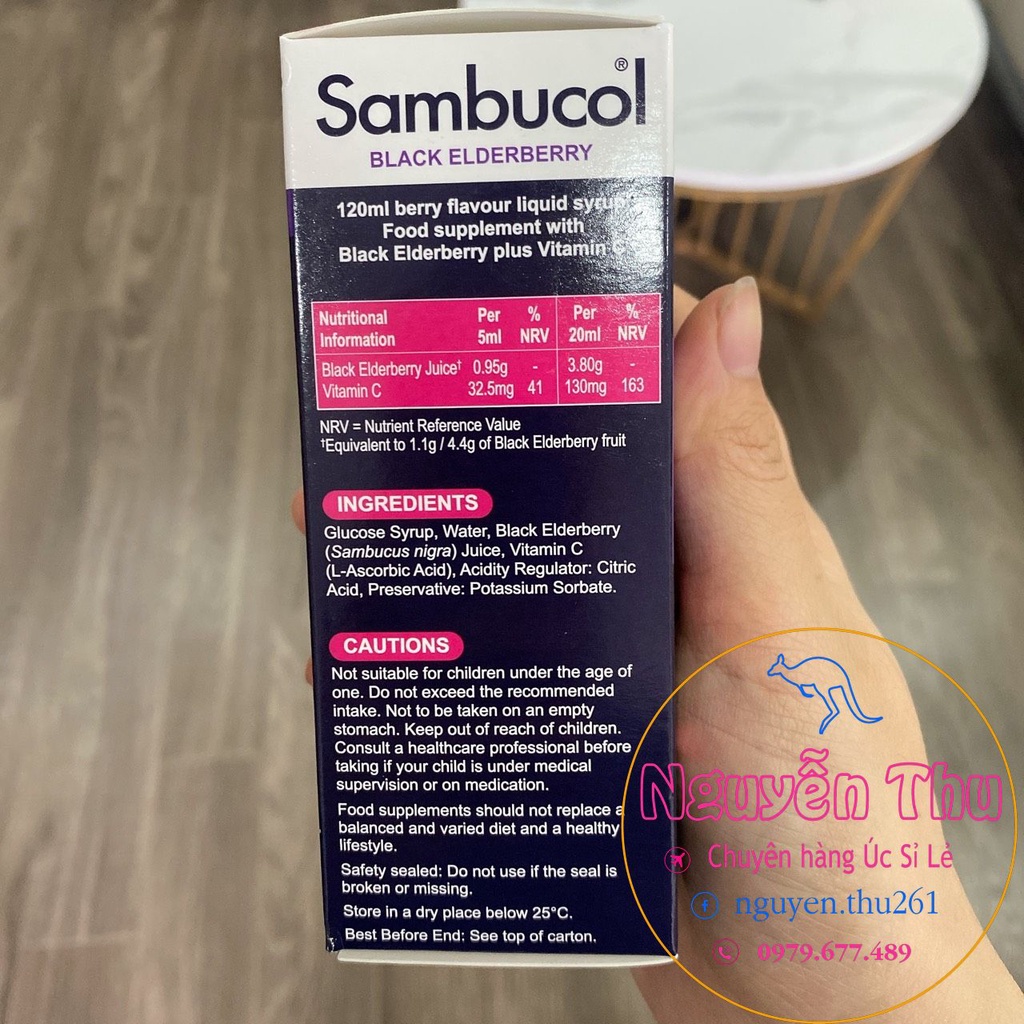 Sambucol®
BLACK ELDERBERRY
120ml berry flavour liquid syrup
Food supplement with
Black Elderberry plus Vitamin C
Nutritional Information Per 5ml % NRV Per 20ml % NRV
Black Elderberry Juice† 0.95g - 3.80g -
Vitamin C 32.5mg 41 130mg 163
NRV = Nutrient Reference Value
†Equivalent to 1.1g / 4.4g of Black Elderberry fruit
INGREDIENTS
Glucose Syrup, Water, Black Elderberry
(Sambucus nigra) Juice, Vitamin C
(L-Ascorbic Acid), Acidity Regulator: Citric
Acid, Preservative: Potassium Sorbate.
CAUTIONS
Not suitable for children under the age of
one. Do not exceed the recommended
intake. Not to be taken on an empty
stomach. Keep out of reach of children.
Consult a healthcare professional before
taking if your child is under medical
supervision or on medication.
Food supplements should not replace a
balanced and varied diet and a healthy
lifestyle.
Safety sealed: Do not use if the seal is
broken or missing.
Store in a dry place below 25°C.
Best Before End: See top of carton.
Nguyễn Thu
Chuyên hàng Úc Sỉ Lẻ
nguyen.thu261
0979.677.489